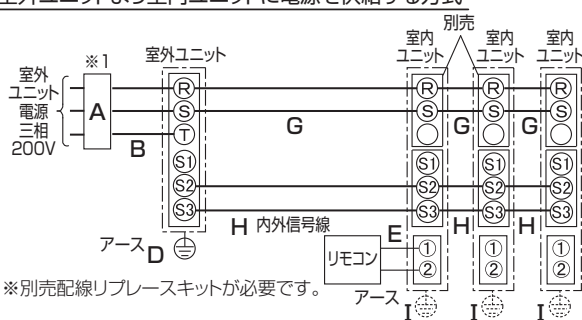 室外ユニットより室内ユニットに電源を供給する方式
別売
※1
室外ユニット
室内
ユニット
室内
ユニット
室内
ユニット
室外
ユニット
電源
三相
200V
A
B
R
S
T
S1
S2
S3
G
G
G
R
S
S1
S2
S3
R
S
S1
S2
S3
R
S
S1
S2
S3
H 内外信号線
H
H
アース D
E
リモコン
1
2
1
2
1
2
※別売配線リプレースキットが必要です。
アース I
I
I